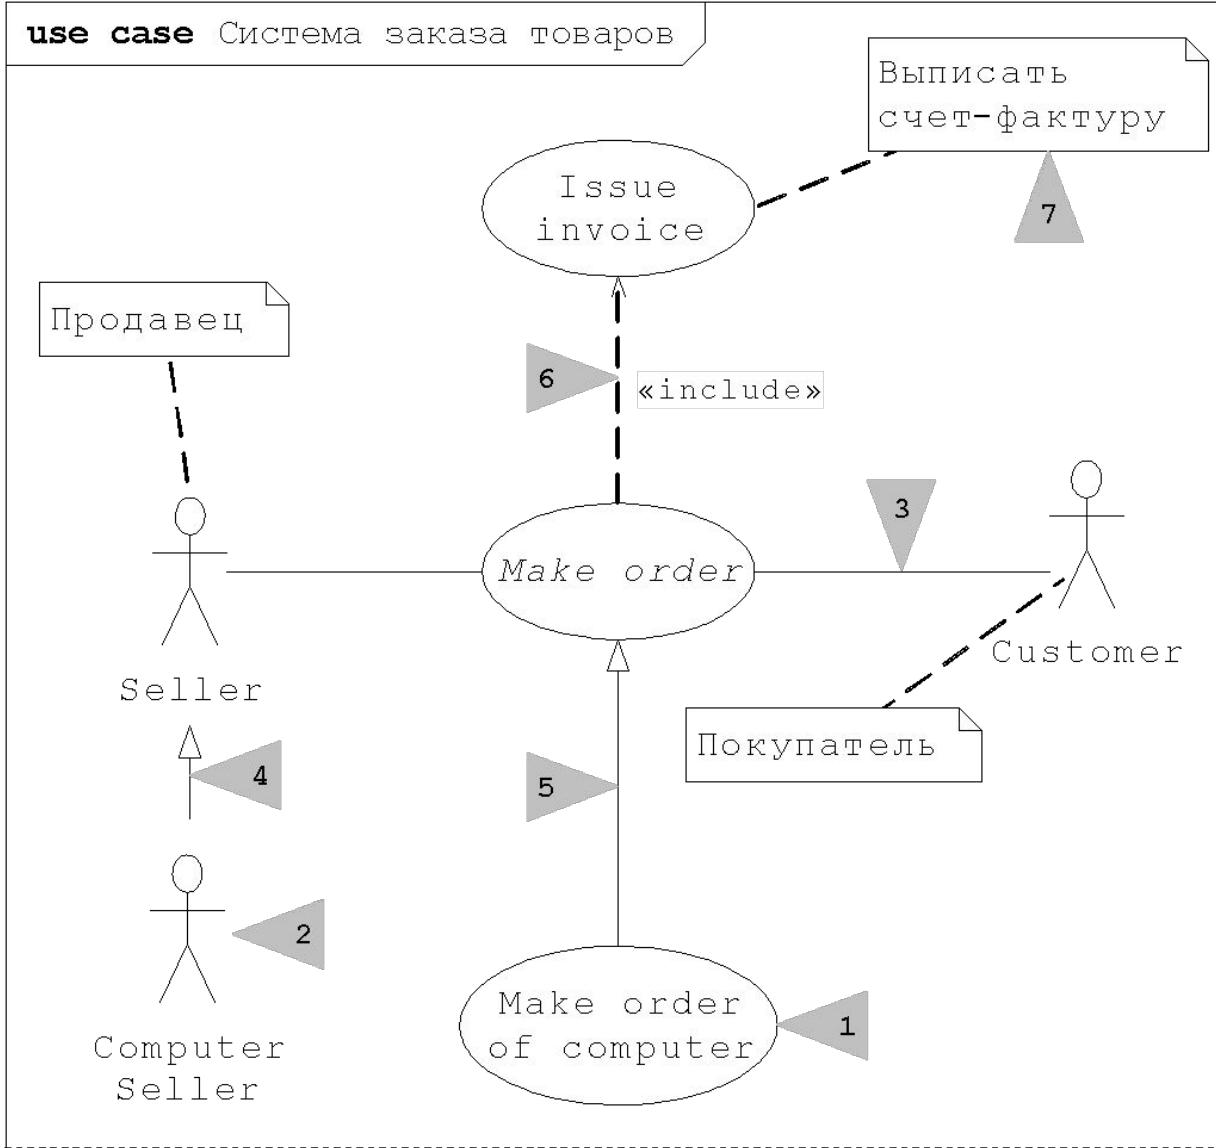 use case Система заказа товаров
Выписать
счет-фактуру
7
Issue
invoice
Продавец
6
«include»
3
Make order
Customer
Seller
Покупатель
4
5
2
Make order
of computer
1
Computer
Seller